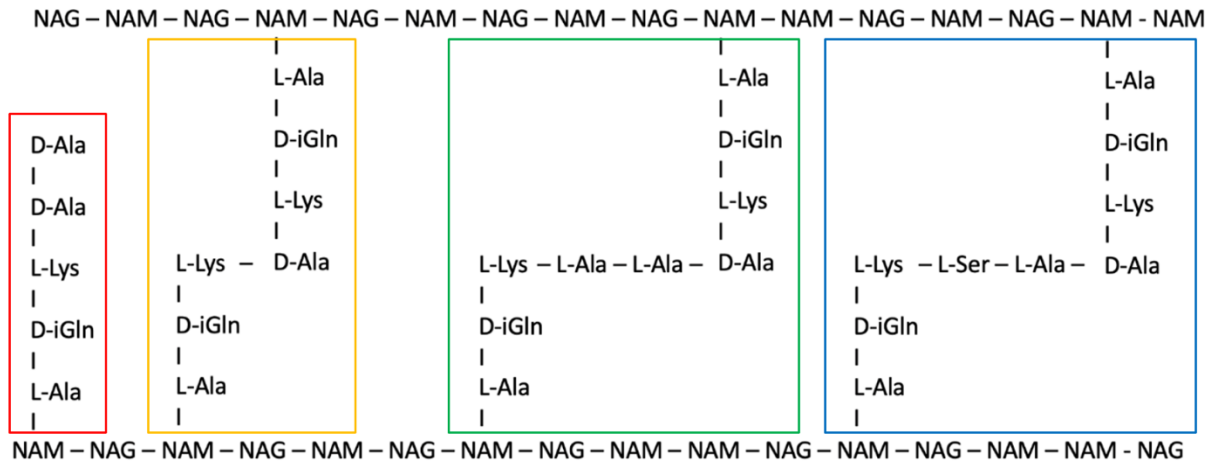 NAG – NAM – NAG – NAM – NAG – NAM – NAG – NAM – NAG – NAM – NAM – NAG – NAM – NAG – NAM - NAM
L-Ala L-Ala L-Ala
D-Ala D-iGln D-iGln D-iGln
D-Ala L-Lys L-Lys L-Lys
L-Lys L-Lys – D-Ala L-Lys – L-Ala – L-Ala – D-Ala L-Lys – L-Ser – L-Ala – D-Ala
D-iGln D-iGln D-iGln D-iGln
L-Ala L-Ala L-Ala L-Ala
NAM – NAG – NAM – NAG – NAM – NAG – NAM – NAG – NAM – NAG – NAG – NAM – NAG – NAM – NAM - NAG